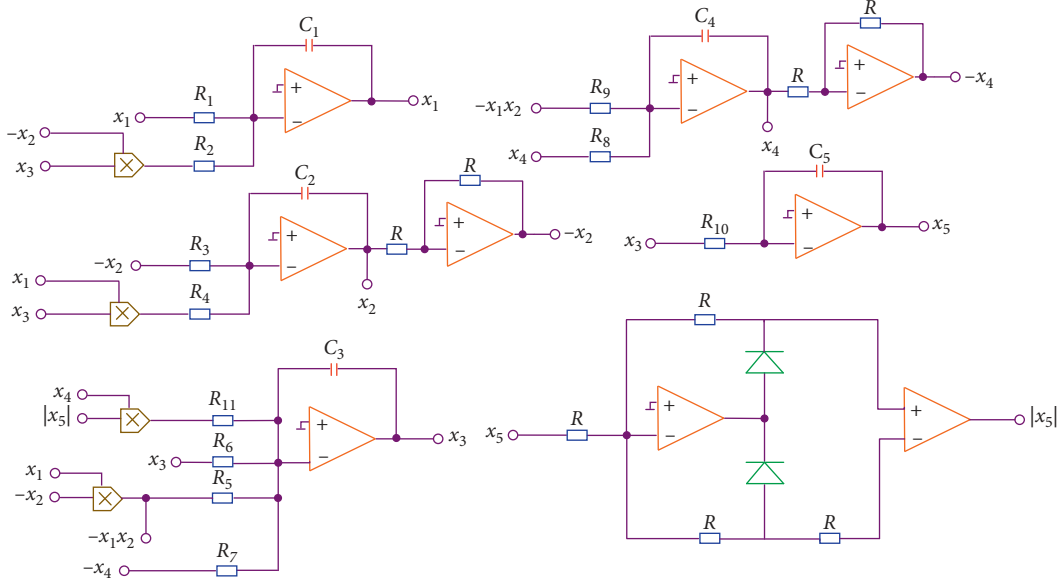 C₁
R₁
x₁
x₁
−x₂
R₂
x₃
×
+
−
C₂
R
R₃
−x₂
x₁
R₄
x₃
×
+
−
R
+
−
−x₂
x₂
C₃
x₄
|x₅|
×
R₁₁
R₆
x₃
+
−
x₃
x₁
−x₂
×
R₅
−x₁x₂
R₇
−x₄
C₄
R
R₉
−x₁x₂
R₈
x₄
+
−
R
+
−
−x₄
x₄
C₅
R₁₀
x₃
+
−
x₅
R
x₅
R
+
−
+
−
|x₅|
R
R